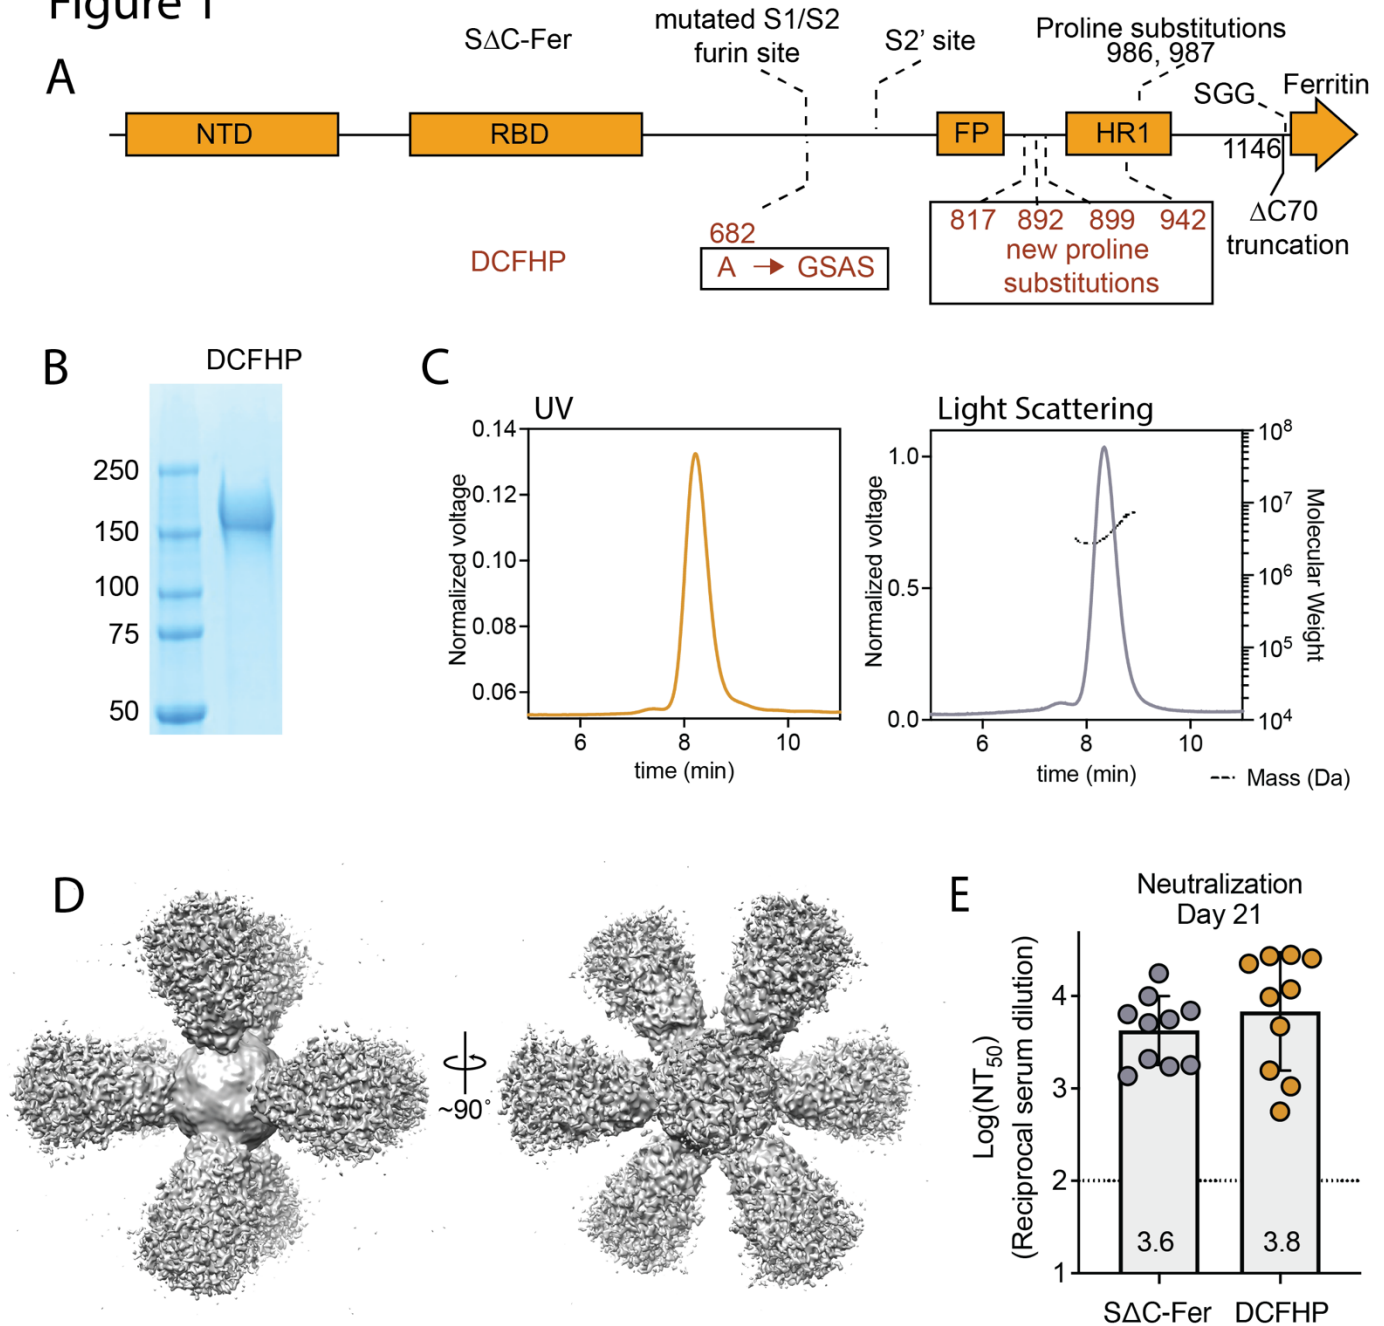 Figure 1
A
SΔC-Fer
mutated S1/S2
furin site
S2’ site
Proline substitutions
986, 987
SGG
Ferritin
NTD
RBD
FP
HR1
1146
682
A → GSAS
DCFHP
817 892 899 942
new proline
substitutions
ΔC70
truncation
B
DCFHP
250
150
100
75
50
C
UV
Normalized voltage
0.14
0.12
0.10
0.08
0.06
6 8 10
time (min)
Light Scattering
Normalized voltage
1.0
0.5
0.0
10⁸
10⁷
10⁶
10⁵
10⁴
Molecular Weight
6 8 10
time (min)
Mass (Da)
D
~90°
E
Neutralization
Day 21
Log(NT₅₀)
(Reciprocal serum dilution)
4
3
2
1
3.6 3.8
SΔC-Fer DCFHP